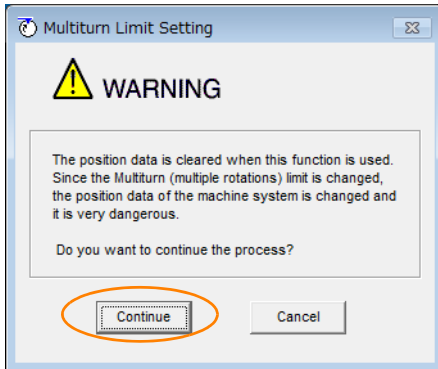 Multiturn Limit Setting
WARNING
The position data is cleared when this function is used.
Since the Multiturn (multiple rotations) limit is changed,
the position data of the machine system is changed and
it is very dangerous.
Do you want to continue the process?
Continue
Cancel